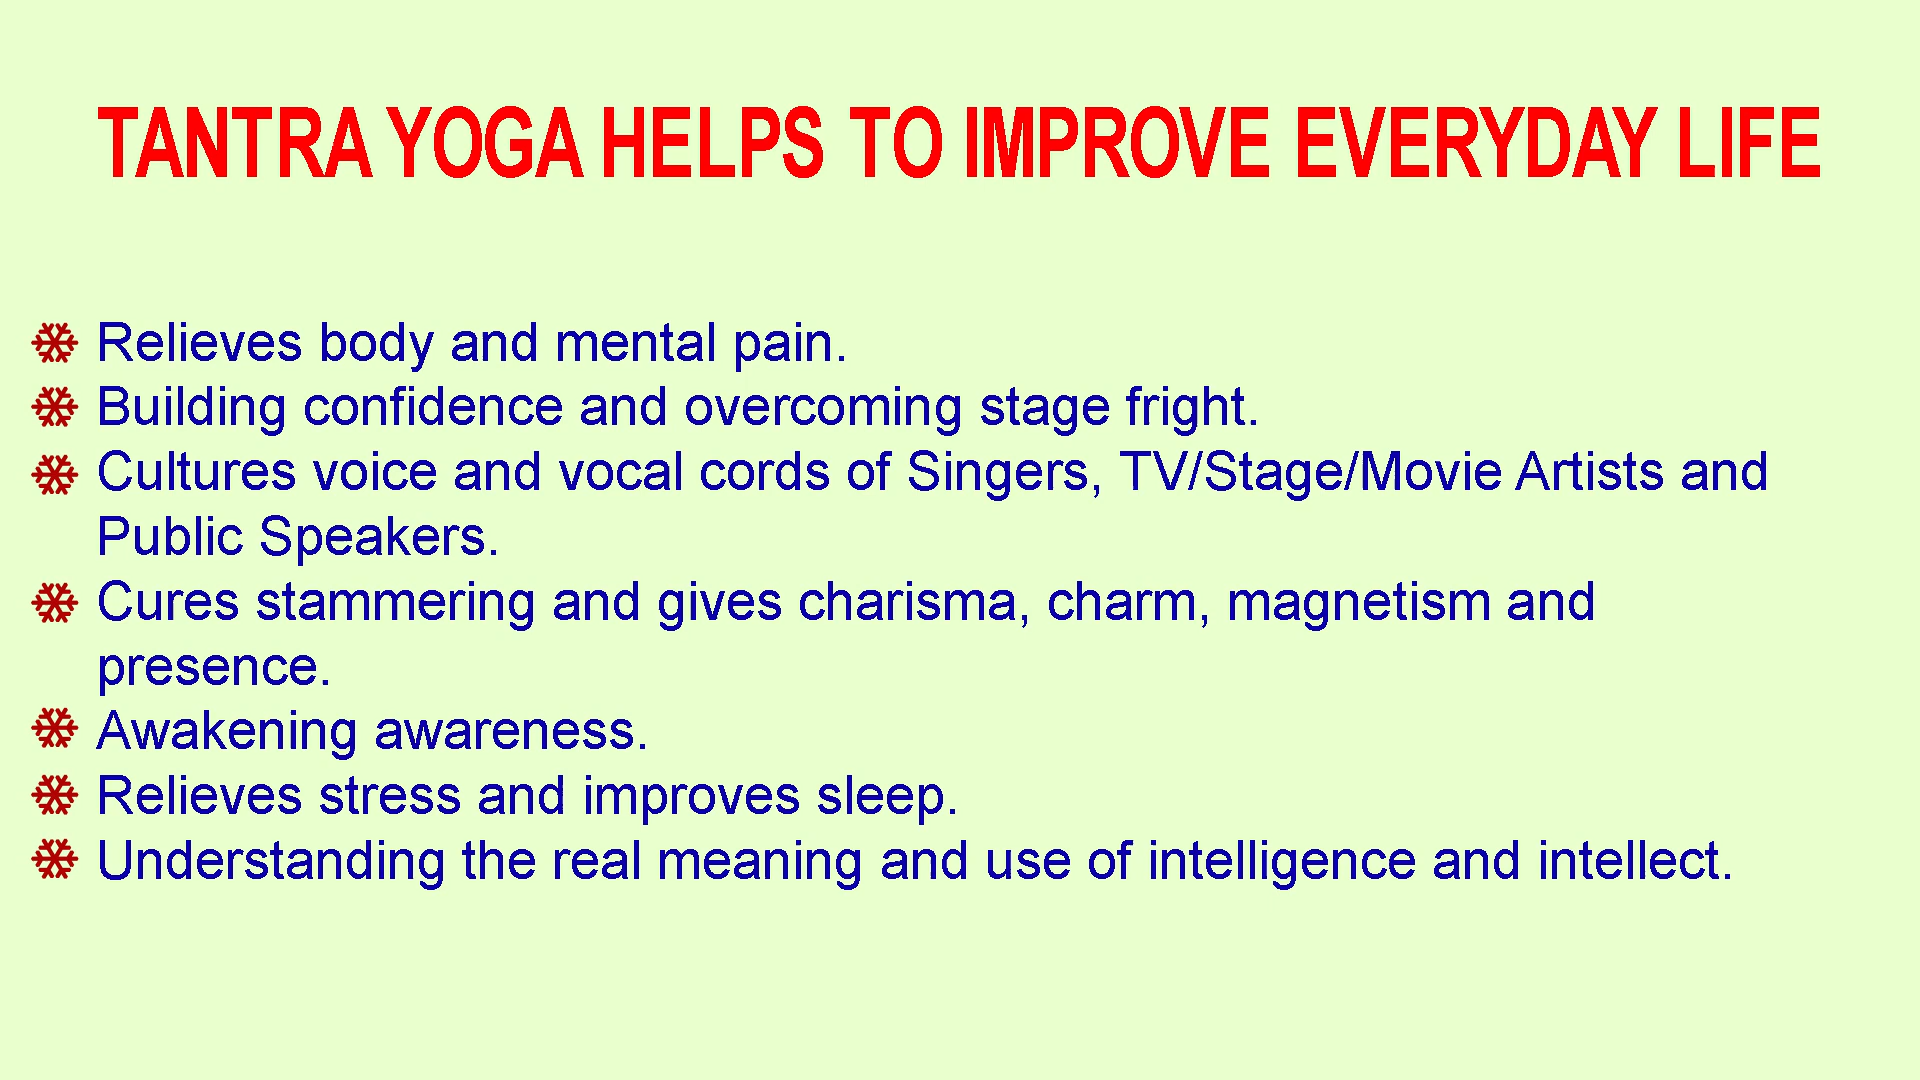 TANTRA YOGA HELPS TO IMPROVE EVERYDAY LIFE
Relieves body and mental pain.
Building confidence and overcoming stage fright.
Cultures voice and vocal cords of Singers, TV/Stage/Movie Artists and
Public Speakers.
Cures stammering and gives charisma, charm, magnetism and
presence.
Awakening awareness.
Relieves stress and improves sleep.
Understanding the real meaning and use of intelligence and intellect.